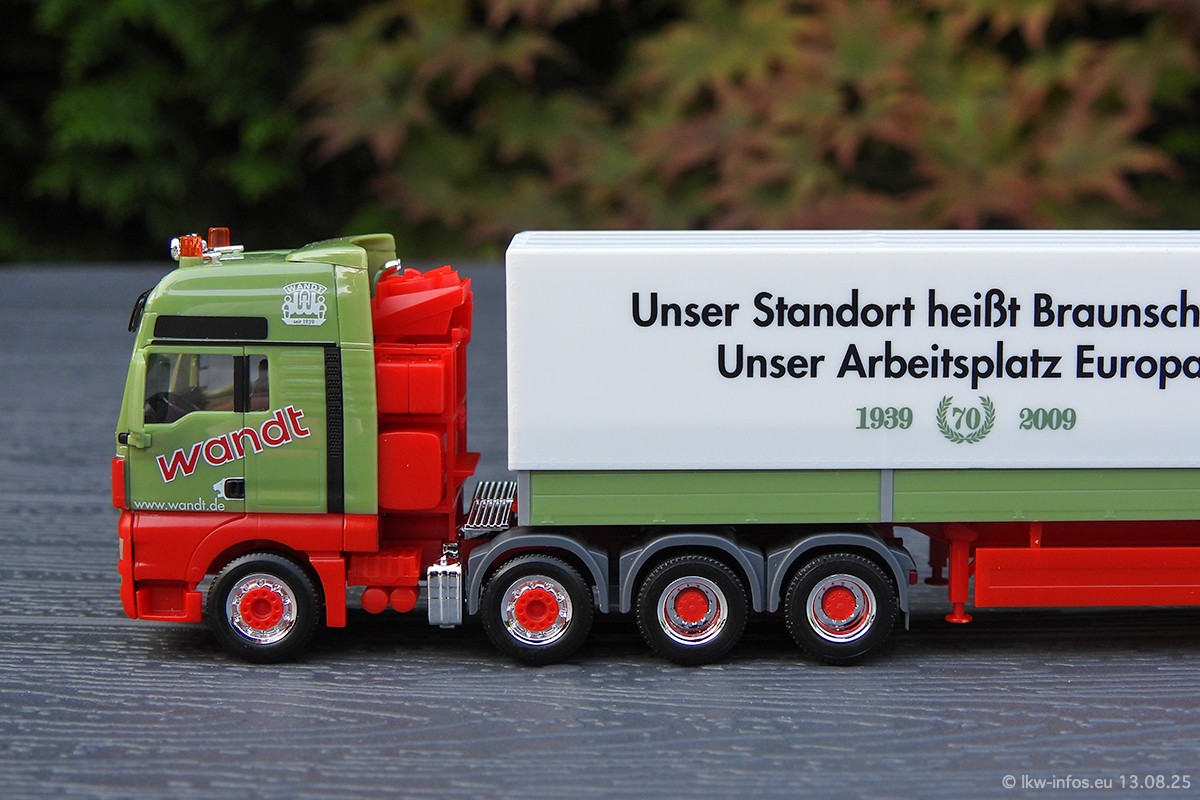 WANDT
seit 1939
wandt
www.wandt.de
Unser Standort heißt Braunsch
Unser Arbeitsplatz Europa
1939 70 2009
© lkw-infos.eu 13.08.25